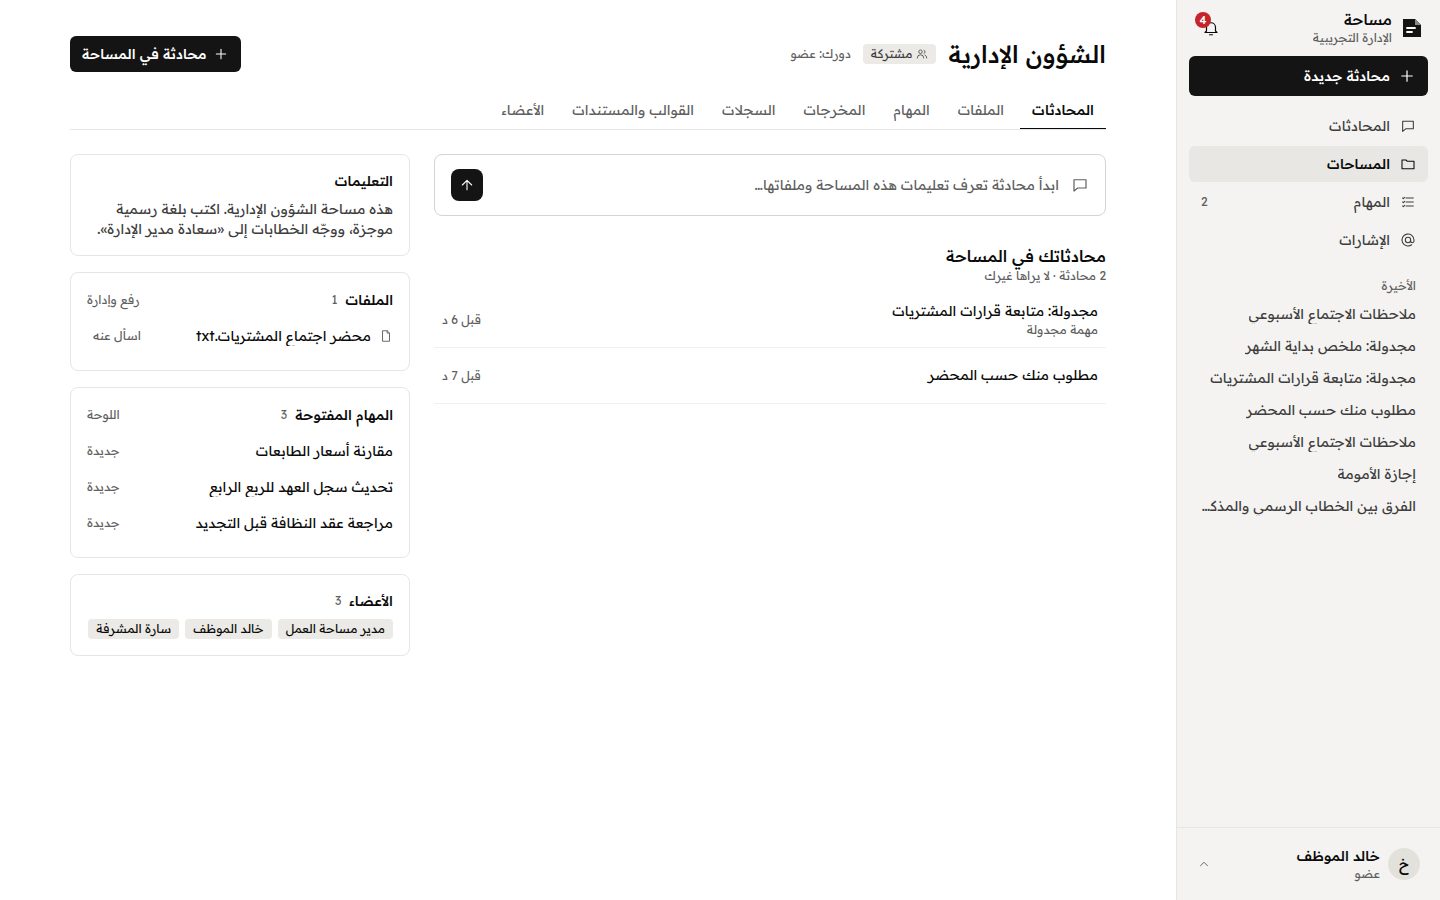 مساحة
الإدارة التجريبية
4
محادثة جديدة
المحادثات
المساحات
المهام 2
الإشارات
الأخيرة
ملاحظات الاجتماع الأسبوعي
مجدولة: ملخص بداية الشهر
مجدولة: متابعة قرارات المشتريات
مطلوب منك حسب المحضر
ملاحظات الاجتماع الأسبوعي
إجازة الأمومة
الفرق بين الخطاب الرسمي والمذك...
خالد الموظف
عضو
خ
الشؤون الإدارية مشتركة دورك: عضو
محادثة في المساحة
المحادثات الملفات المهام المخرجات السجلات القوالب والمستندات الأعضاء
ابدأ محادثة تعرف تعليمات هذه المساحة وملفاتها...
محادثاتك في المساحة
2 محادثة · لا يراها غيرك
مجدولة: متابعة قرارات المشتريات قبل 6 د
مهمة مجدولة
مطلوب منك حسب المحضر قبل 7 د
التعليمات
هذه مساحة الشؤون الإدارية. اكتب بلغة رسمية
موجزة، ووجّه الخطابات إلى «سعادة مدير الإدارة».
الملفات 1 رفع وإدارة
محضر اجتماع المشتريات.txt اسأل عنه
المهام المفتوحة 3 اللوحة
مقارنة أسعار الطابعات جديدة
تحديث سجل العهد للربع الرابع جديدة
مراجعة عقد النظافة قبل التجديد جديدة
الأعضاء 3
مدير مساحة العمل خالد الموظف سارة المشرفة